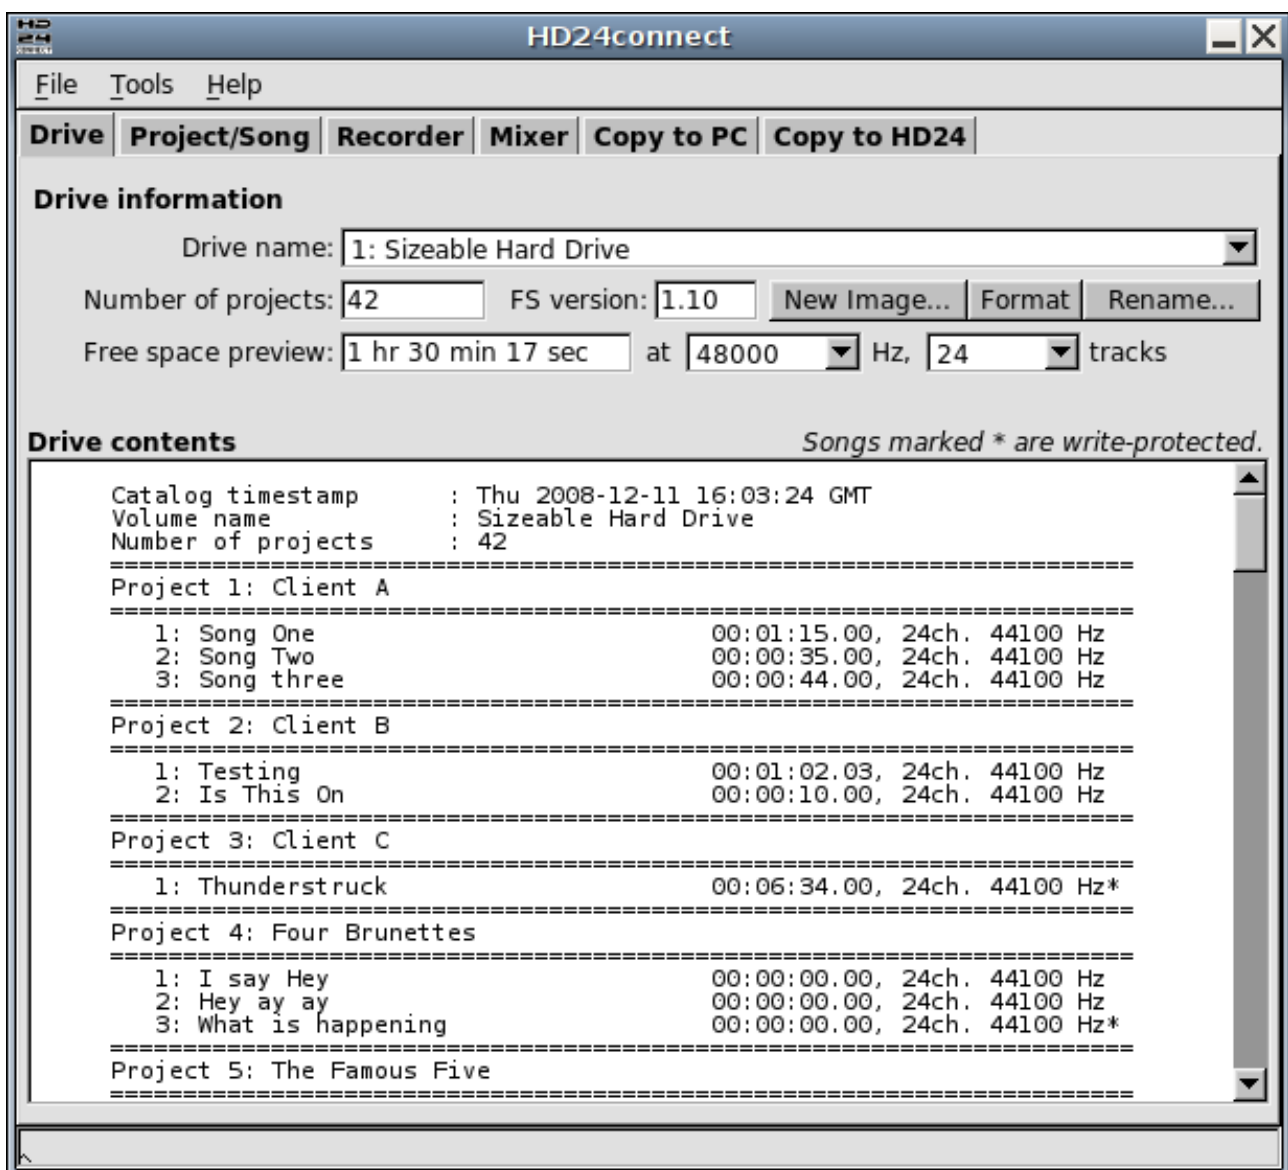 HD24connect
File Tools Help
Drive Project/Song Recorder Mixer Copy to PC Copy to HD24
Drive information
Drive name: 1: Sizeable Hard Drive
Number of projects: 42 FS version: 1.10 New Image... Format Rename...
Free space preview: 1 hr 30 min 17 sec at 48000 Hz, 24 tracks
Drive contents Songs marked * are write-protected.
Catalog timestamp : Thu 2008-12-11 16:03:24 GMT
Volume name : Sizeable Hard Drive
Number of projects : 42
======================================================================
Project 1: Client A
======================================================================
1: Song One 00:01:15.00, 24ch. 44100 Hz
2: Song Two 00:00:35.00, 24ch. 44100 Hz
3: Song three 00:00:44.00, 24ch. 44100 Hz
======================================================================
Project 2: Client B
======================================================================
1: Testing 00:01:02.03, 24ch. 44100 Hz
2: Is This On 00:00:10.00, 24ch. 44100 Hz
======================================================================
Project 3: Client C
======================================================================
1: Thunderstruck 00:06:34.00, 24ch. 44100 Hz*
======================================================================
Project 4: Four Brunettes
======================================================================
1: I say Hey 00:00:00.00, 24ch. 44100 Hz
2: Hey ay ay 00:00:00.00, 24ch. 44100 Hz
3: What is happening 00:00:00.00, 24ch. 44100 Hz*
======================================================================
Project 5: The Famous Five
======================================================================